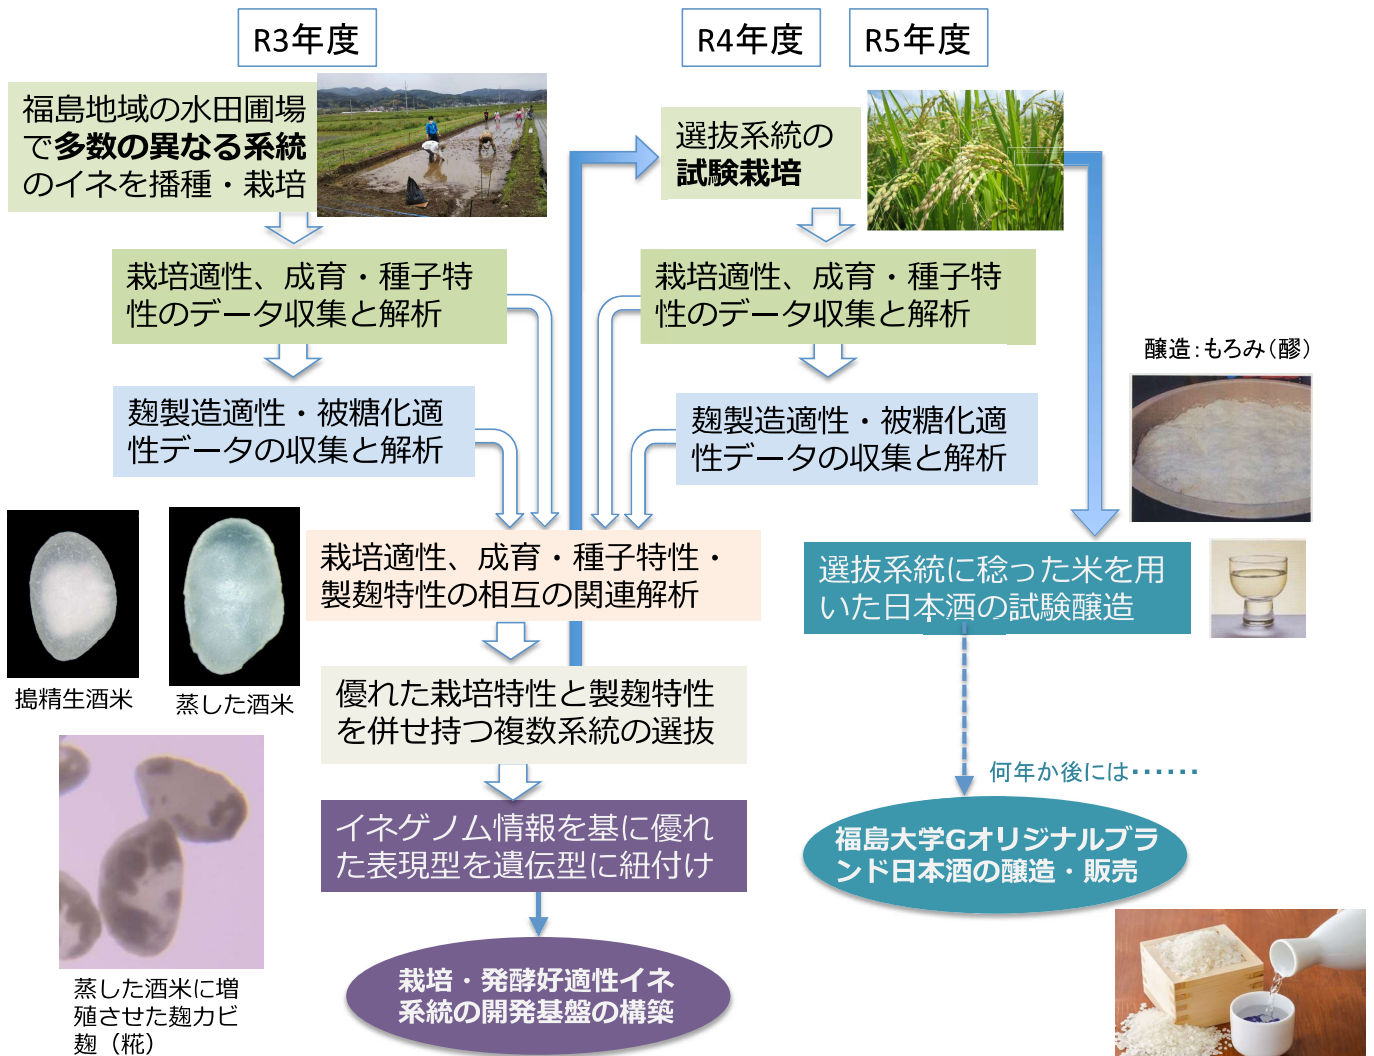 R3年度
R4年度
R5年度
福島地域の水田圃場
で多数の異なる系統
のイネを播種・栽培
選抜系統の
試験栽培
栽培適性、成育・種子特
性のデータ収集と解析
栽培適性、成育・種子特
性のデータ収集と解析
醸造：もろみ（醪）
麹製造適性・被糖化適
性データの収集と解析
麹製造適性・被糖化適
性データの収集と解析
栽培適性、成育・種子特性・
製麹特性の相互の関連解析
選抜系統に稔った米を用
いた日本酒の試験醸造
搗精生酒米
蒸した酒米
優れた栽培特性と製麹特性
を併せ持つ複数系統の選抜
何年か後には・・・・・・
イネゲノム情報を基に優れ
た表現型を遺伝型に紐付け
福島大学Gオリジナルブラ
ンド日本酒の醸造・販売
栽培・発酵好適性イネ
系統の開発基盤の構築
蒸した酒米に増
殖させた麹カビ
麹（糀）